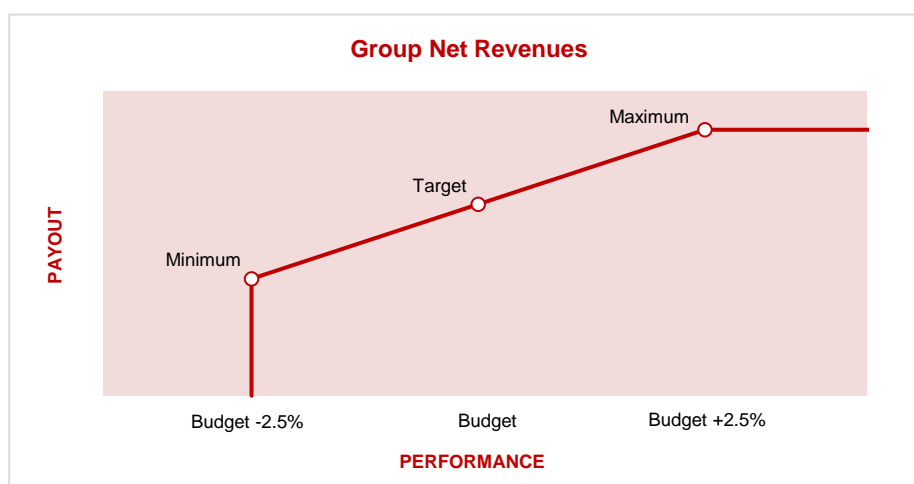 Group Net Revenues
Maximum
Target
Minimum
PAYOUT
Budget -2.5%
Budget
Budget +2.5%
PERFORMANCE